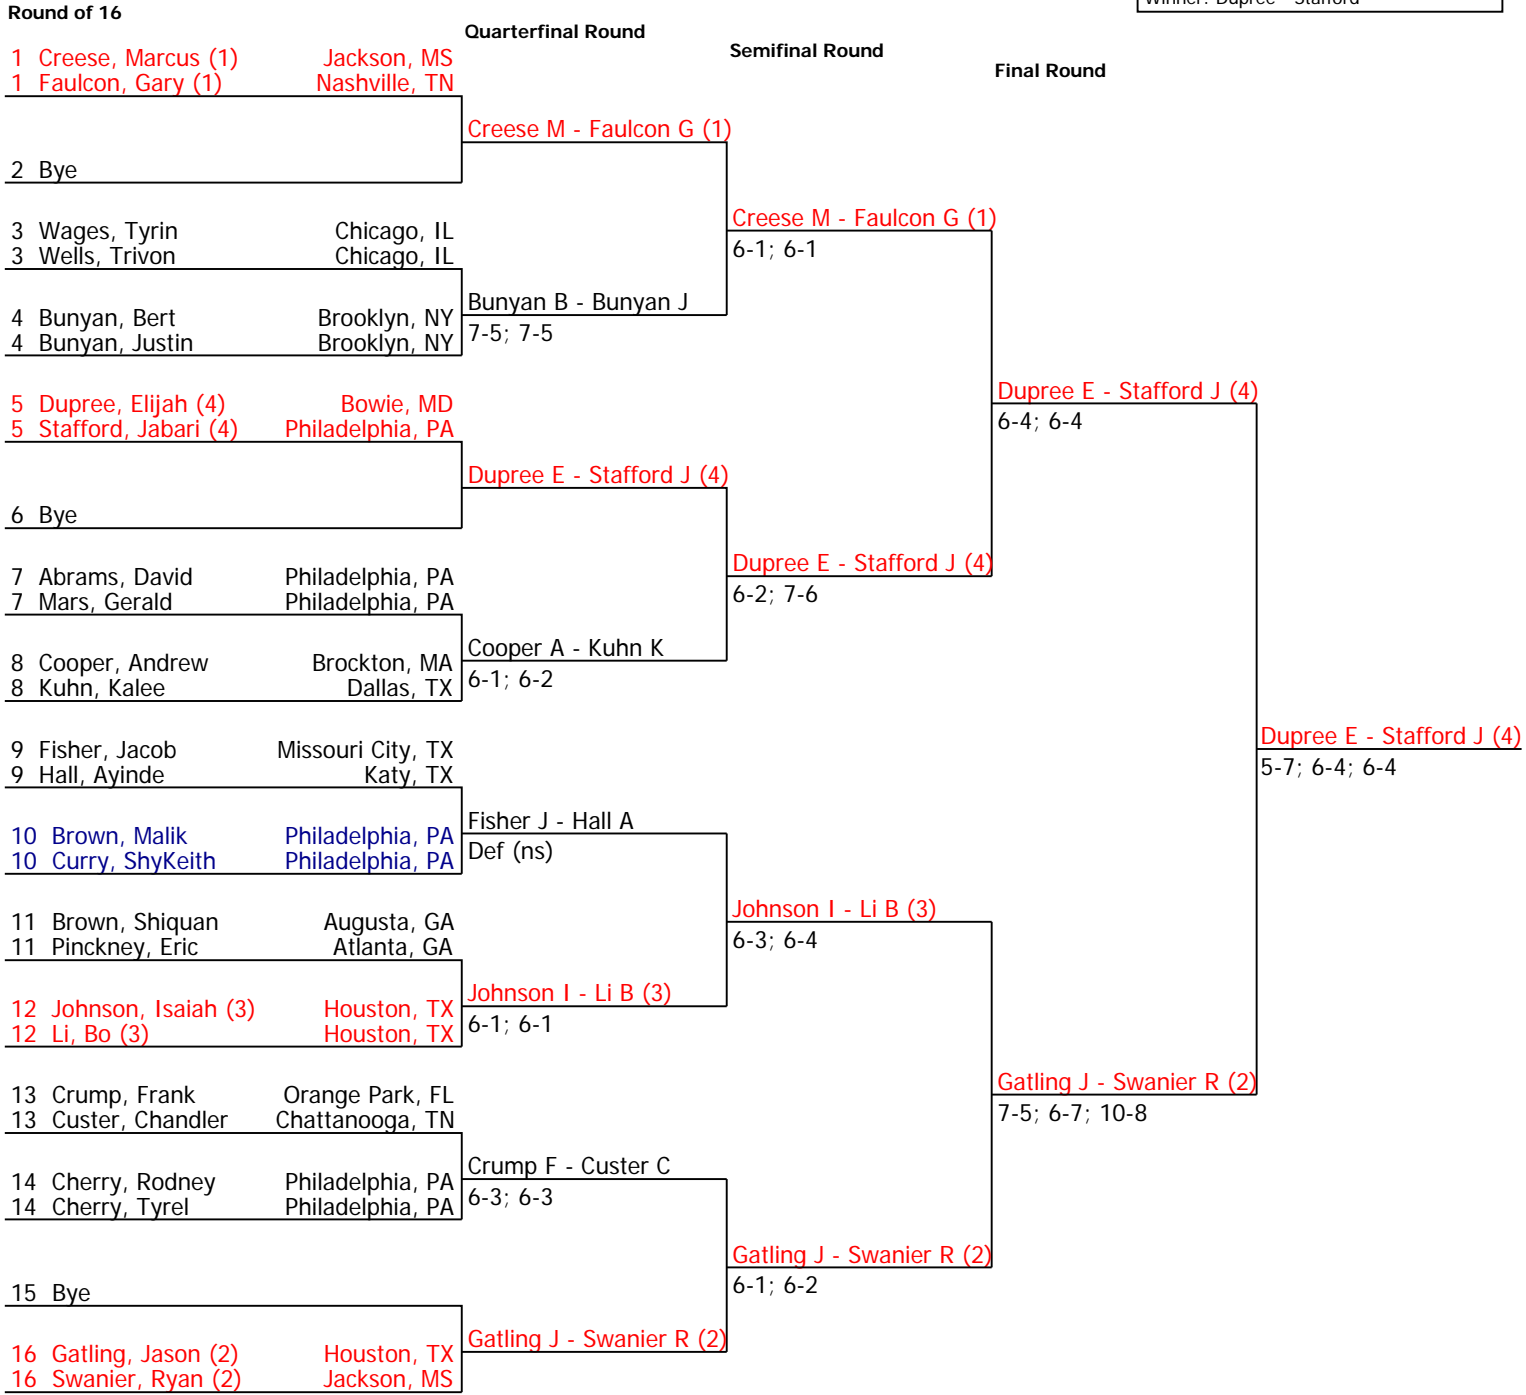 Winner: Dupree - Stafford
Round of 16
Quarterfinal Round
Semifinal Round
Final Round
1 Creese, Marcus (1) Jackson, MS
1 Faulcon, Gary (1) Nashville, TN
Creese M - Faulcon G (1)
2 Bye
Creese M - Faulcon G (1)
6-1; 6-1
3 Wages, Tyrin Chicago, IL
3 Wells, Trivon Chicago, IL
Bunyan B - Bunyan J
7-5; 7-5
4 Bunyan, Bert Brooklyn, NY
4 Bunyan, Justin Brooklyn, NY
Dupree E - Stafford J (4)
6-4; 6-4
5 Dupree, Elijah (4) Bowie, MD
5 Stafford, Jabari (4) Philadelphia, PA
Dupree E - Stafford J (4)
6 Bye
Dupree E - Stafford J (4)
6-2; 7-6
7 Abrams, David Philadelphia, PA
7 Mars, Gerald Philadelphia, PA
Cooper A - Kuhn K
6-1; 6-2
8 Cooper, Andrew Brockton, MA
8 Kuhn, Kalee Dallas, TX
Dupree E - Stafford J (4)
5-7; 6-4; 6-4
9 Fisher, Jacob Missouri City, TX
9 Hall, Ayinde Katy, TX
Fisher J - Hall A
Def (ns)
10 Brown, Malik Philadelphia, PA
10 Curry, ShyKeith Philadelphia, PA
Johnson I - Li B (3)
6-3; 6-4
11 Brown, Shiquan Augusta, GA
11 Pinckney, Eric Atlanta, GA
Johnson I - Li B (3)
6-1; 6-1
12 Johnson, Isaiah (3) Houston, TX
12 Li, Bo (3) Houston, TX
Gatling J - Swanier R (2)
7-5; 6-7; 10-8
13 Crump, Frank Orange Park, FL
13 Custer, Chandler Chattanooga, TN
Crump F - Custer C
6-3; 6-3
14 Cherry, Rodney Philadelphia, PA
14 Cherry, Tyrel Philadelphia, PA
Gatling J - Swanier R (2)
6-1; 6-2
15 Bye
Gatling J - Swanier R (2)
16 Gatling, Jason (2) Houston, TX
16 Swanier, Ryan (2) Jackson, MS